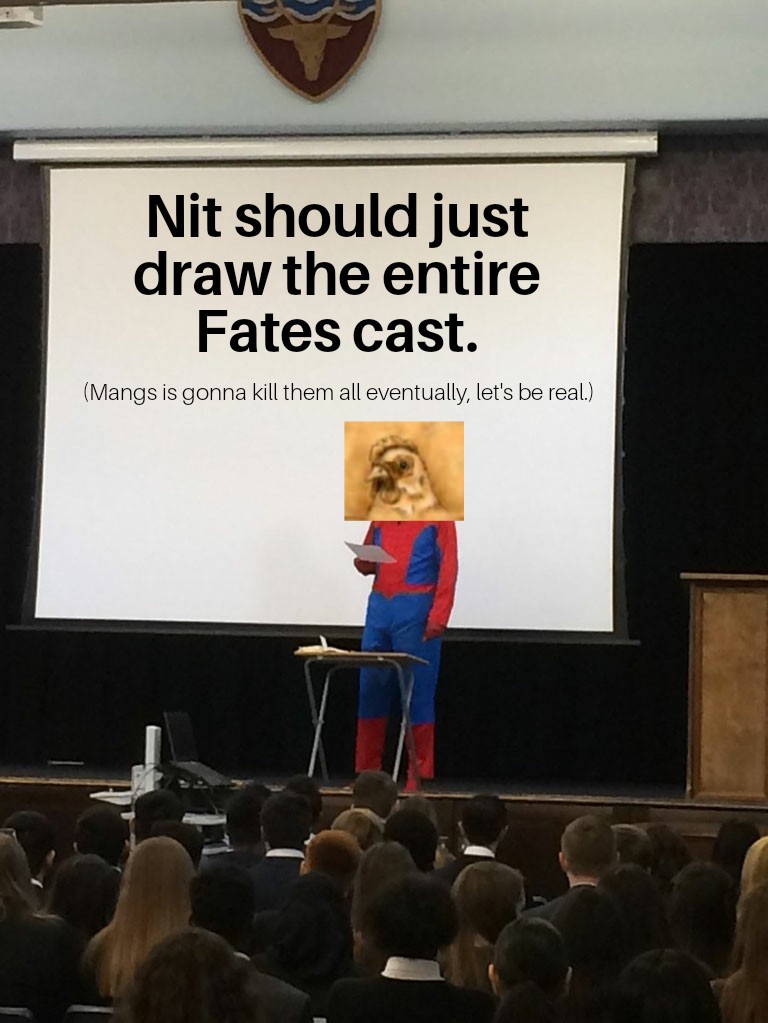 Nit should just
draw the entire
Fates cast.
(Mangs is gonna kill them all eventually, let's be real.)